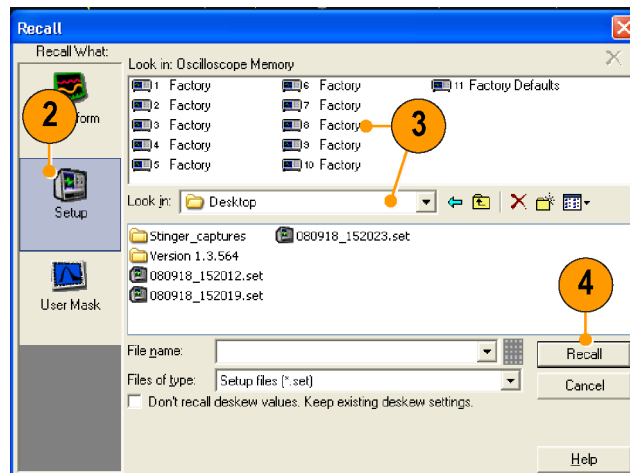 Recall
Recall What:
Look in: Oscilloscope Memory
1 Factory
2 Factory
3 Factory
4 Factory
5 Factory
6 Factory
7 Factory
8 Factory
9 Factory
10 Factory
11 Factory Defaults
2
form
3
Setup
Look in:
Desktop
Stinger_captures
Version 1.3.564
080918_152012.set
080918_152019.set
080918_152023.set
User Mask
4
File name:
Recall
Files of type:
Setup files (*.set)
Cancel
Don't recall deskew values. Keep existing deskew settings.
Help